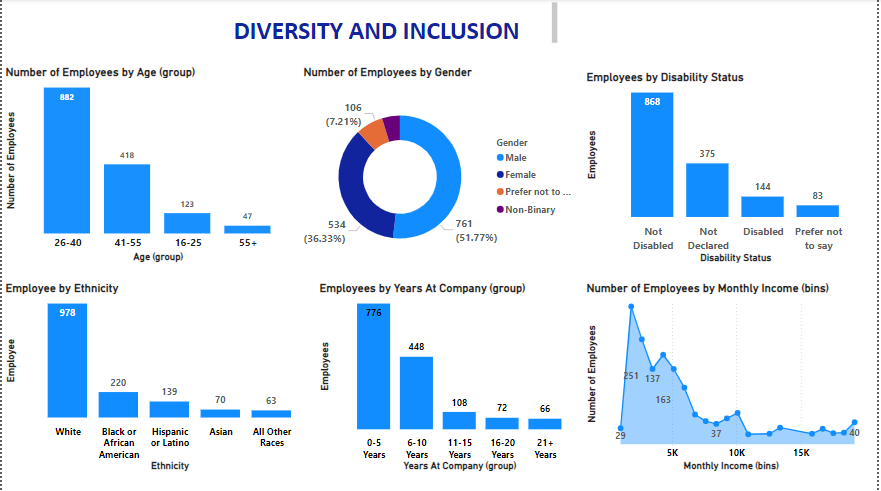 DIVERSITY AND INCLUSION
Number of Employees by Age (group)
Number of Employees
882
418
123
47
26-40
41-55
16-25
55+
Age (group)
Number of Employees by Gender
106
(7.21%)
534
(36.33%)
761
(51.77%)
Gender
Male
Female
Prefer not to ...
Non-Binary
Employees by Disability Status
Employees
868
375
144
83
Not
Disabled
Not
Declared
Disabled
Prefer not
to say
Disability Status
Employee by Ethnicity
Employee
978
220
139
70
63
White
Black or
African
American
Hispanic
or Latino
Asian
All Other
Races
Ethnicity
Employees by Years At Company (group)
Employees
776
448
108
72
66
0-5
Years
6-10
Years
11-15
Years
16-20
Years
21+
Years
Years At Company (group)
Number of Employees by Monthly Income (bins)
Number of Employees
29
251
137
163
37
40
5K
10K
15K
Monthly Income (bins)